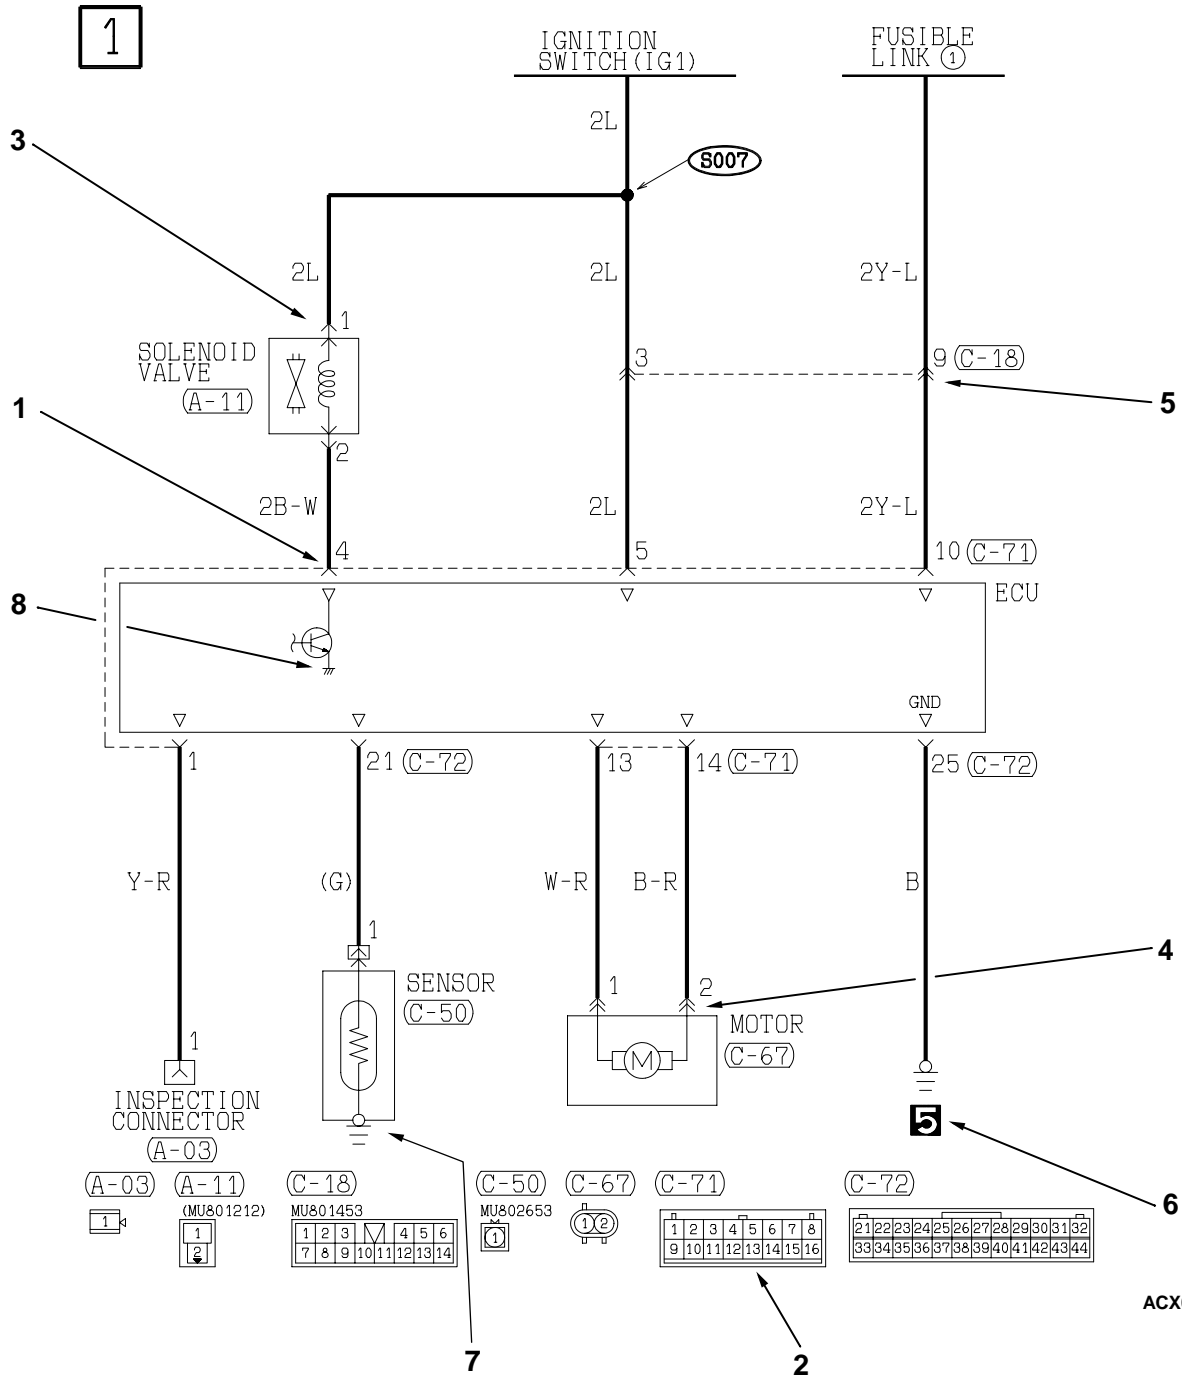 1
IGNITION
SWITCH(IG1)
FUSIBLE
LINK ①
2L
3
S007
2L
2L
2Y-L
1
SOLENOID
VALVE
(A-11)
3
9 (C-18)
5
1
2
2B-W
2L
2Y-L
4
5
10 (C-71)
ECU
8
GND
1
21 (C-72)
13
14 (C-71)
25 (C-72)
Y-R
(G)
W-R
B-R
B
1
4
SENSOR
(C-50)
1
2
MOTOR
(C-67)
M
1
INSPECTION
CONNECTOR
(A-03)
5
6
(A-03)
(A-11)
(C-18)
(C-50)
(C-67)
(C-71)
(C-72)
(MU801212)
MU801453
MU802653
1
1
2
1 2 3 4 5 6
7 8 9 10 11 12 13 14
1
1 2
1 2 3 4 5 6 7 8
9 10 11 12 13 14 15 16
21 22 23 24 25 26 27 28 29 30 31 32
33 34 35 36 37 38 39 40 41 42 43 44
7
2